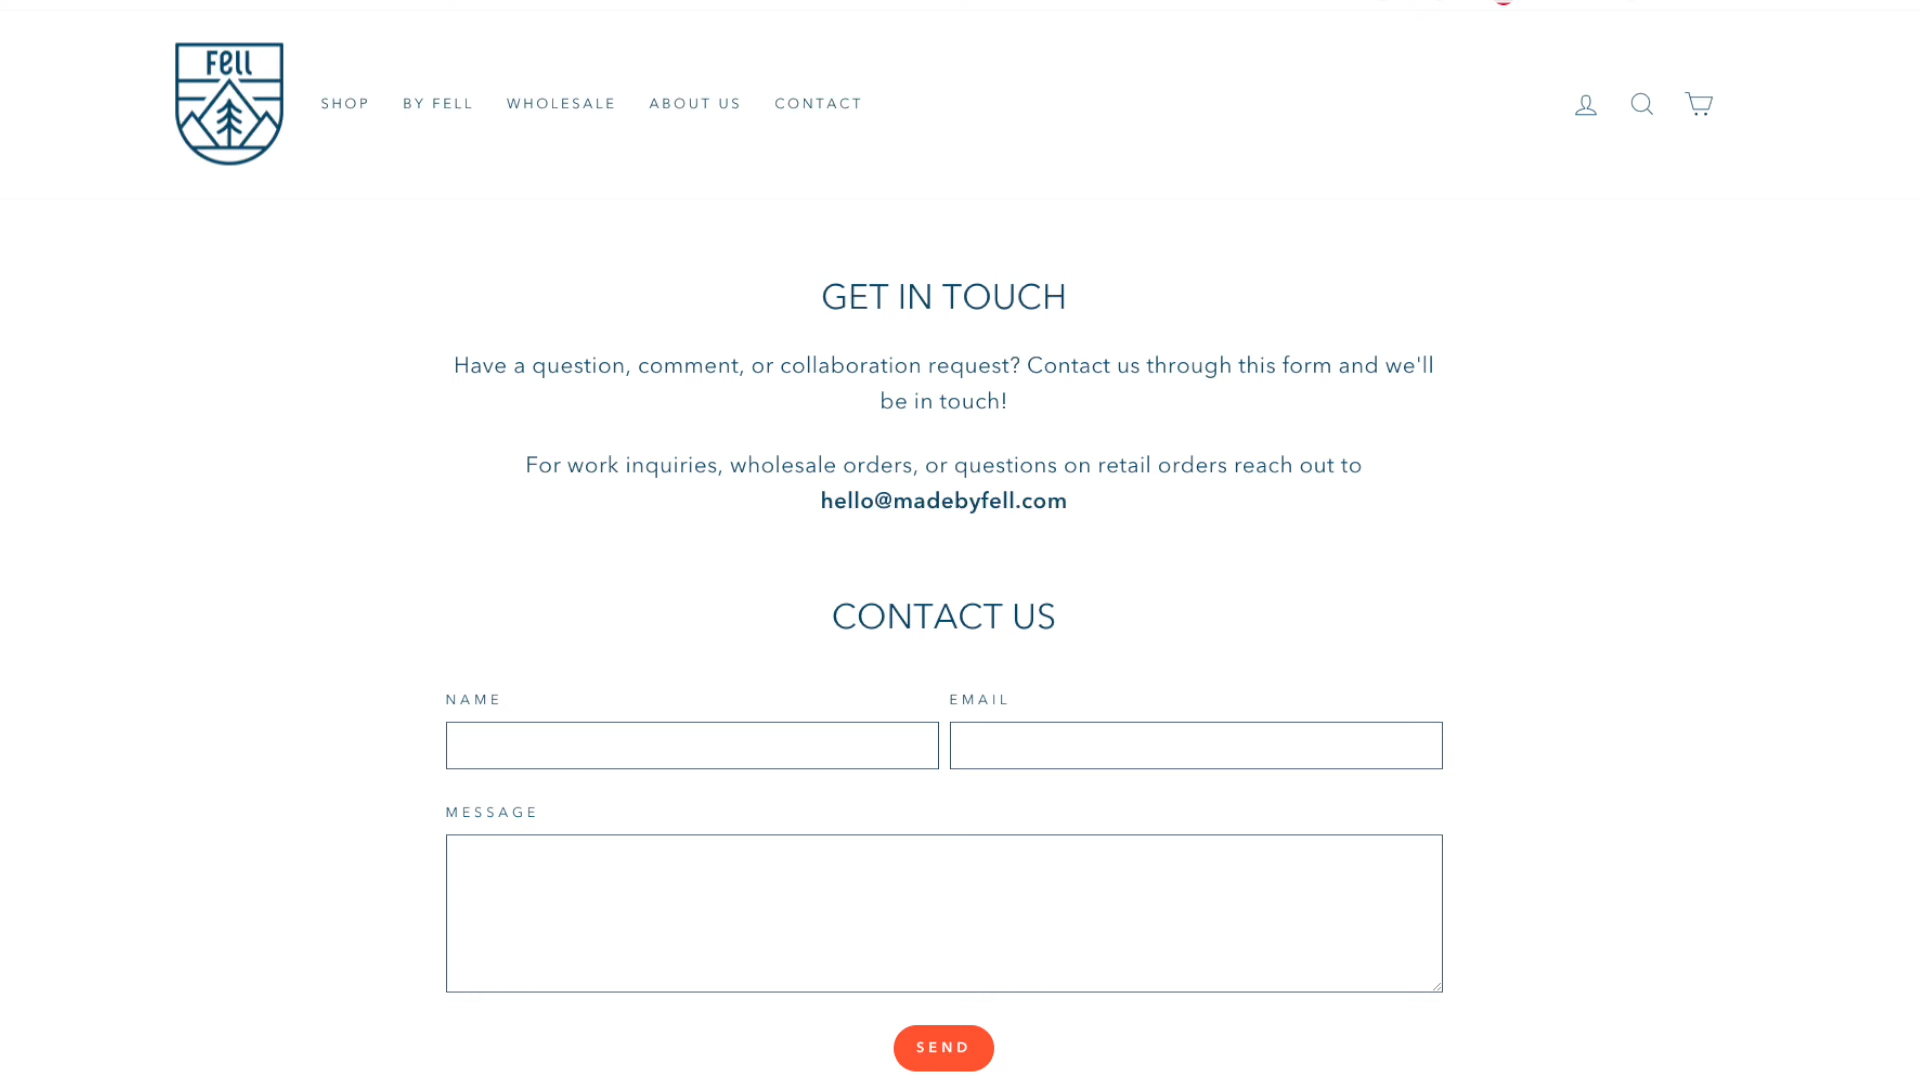 Fell
SHOP
BY FELL
WHOLESALE
ABOUT US
CONTACT
GET IN TOUCH
Have a question, comment, or collaboration request? Contact us through this form and we'll
be in touch!
For work inquiries, wholesale orders, or questions on retail orders reach out to
hello@madebyfell.com
CONTACT US
NAME
EMAIL
MESSAGE
SEND